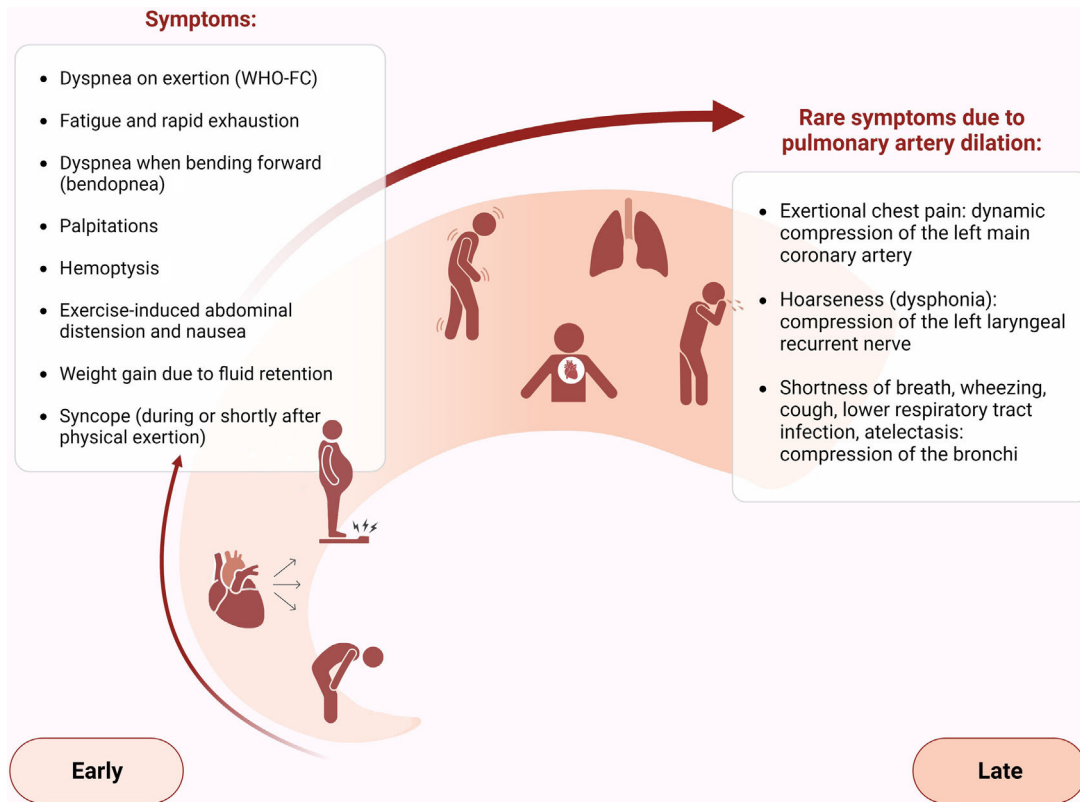 Symptoms:
• Dyspnea on exertion (WHO-FC)
• Fatigue and rapid exhaustion
• Dyspnea when bending forward
(bendopnea)
• Palpitations
• Hemoptysis
• Exercise-induced abdominal
distension and nausea
• Weight gain due to fluid retention
• Syncope (during or shortly after
physical exertion)
Rare symptoms due to
pulmonary artery dilation:
• Exertional chest pain: dynamic
compression of the left main
coronary artery
• Hoarseness (dysphonia):
compression of the left laryngeal
recurrent nerve
• Shortness of breath, wheezing,
cough, lower respiratory tract
infection, atelectasis:
compression of the bronchi
Early
Late